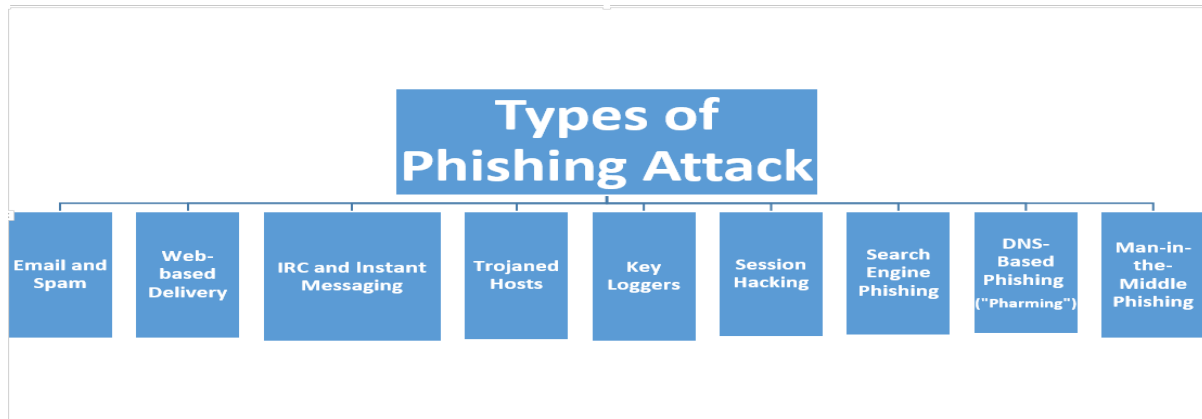 Types of
Phishing Attack
Email and
Spam
Web-
based
Delivery
IRC and Instant
Messaging
Trojaned
Hosts
Key
Loggers
Session
Hacking
Search
Engine
Phishing
DNS-
Based
Phishing
("Pharming")
Man-in-
the-
Middle
Phishing